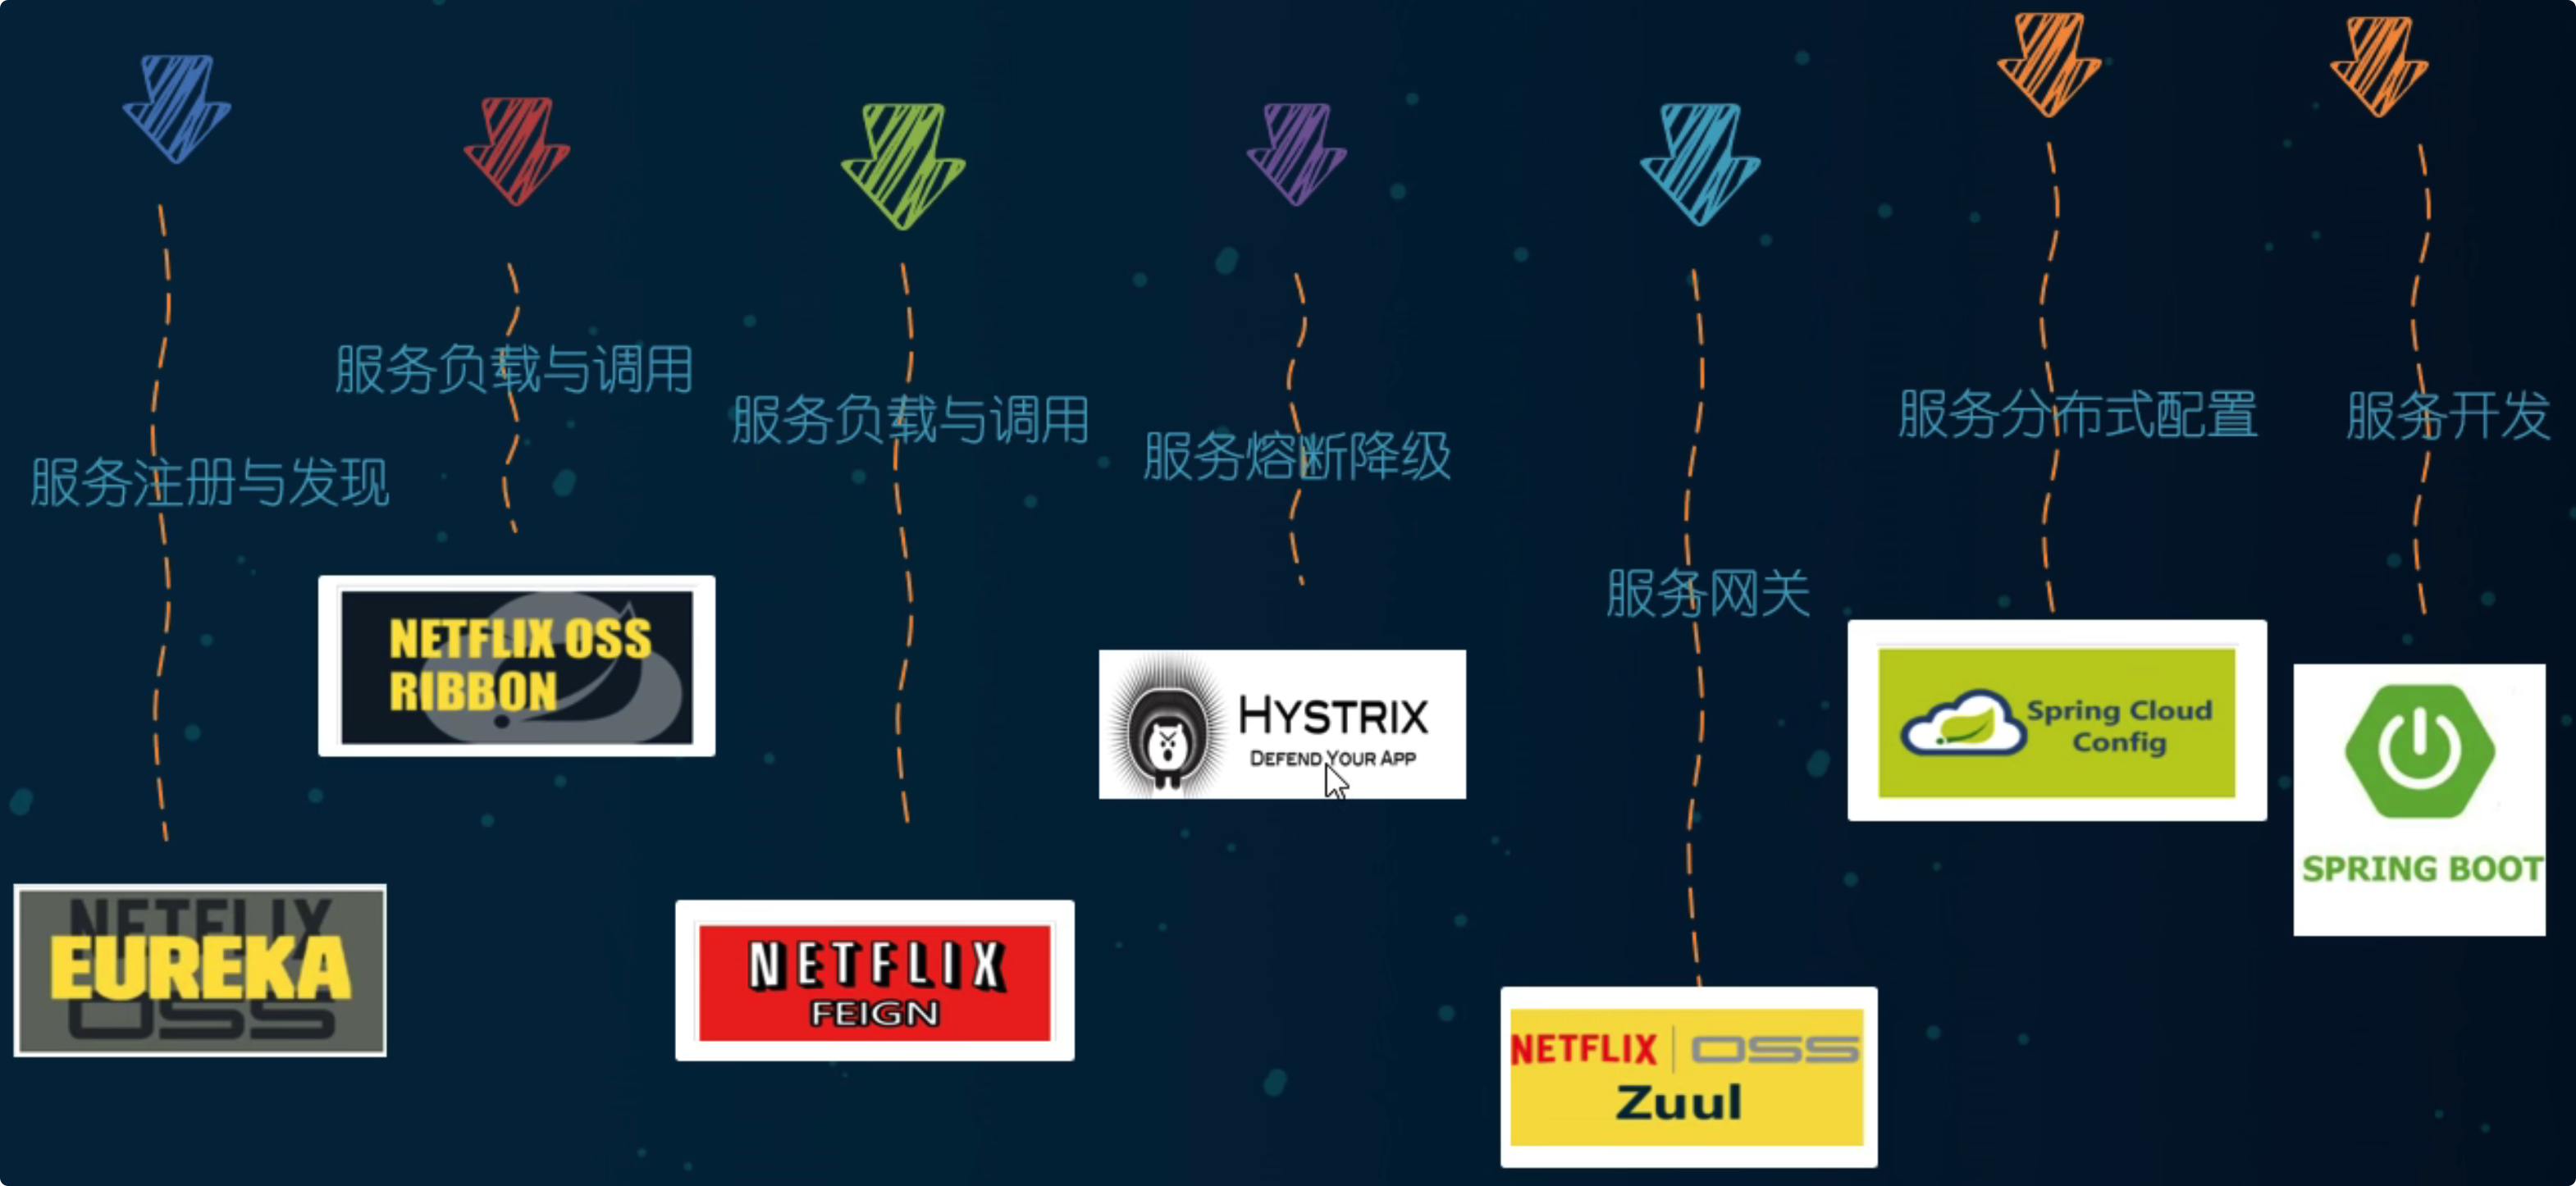 服务注册与发现
NETFLIX
EUREKA
OSS
服务负载与调用
NETFLIX OSS
RIBBON
服务负载与调用
NETFLIX
FEIGN
服务熔断降级
HYSTRIX
DEFEND YOUR APP
服务网关
NETFLIX OSS
Zuul
服务分布式配置
Spring Cloud
Config
服务开发
SPRING BOOT